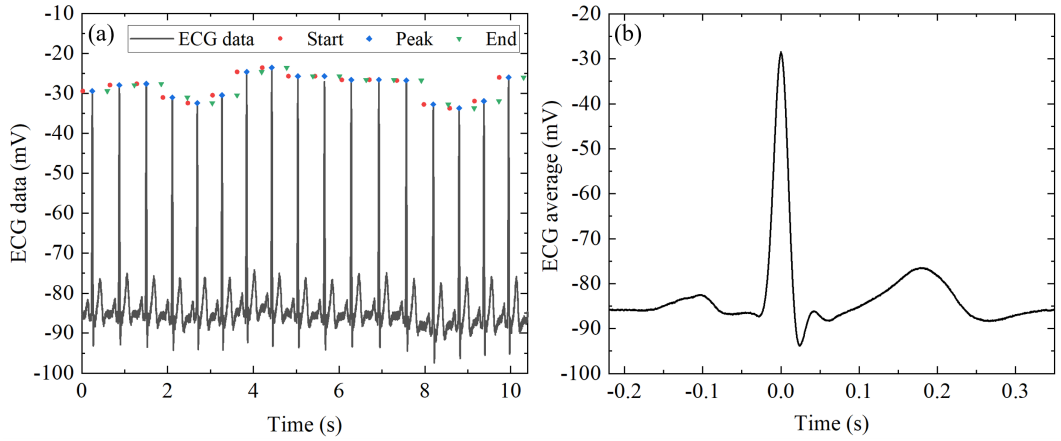 (a)
ECG data Start Peak End
ECG data (mV)
-20
-30
-40
-50
-60
-70
-80
-90
-100
0 2 4 6 8 10
Time (s)
(b)
ECG average (mV)
-20
-30
-40
-50
-60
-70
-80
-90
-100
-0.2 -0.1 0.0 0.1 0.2 0.3
Time (s)